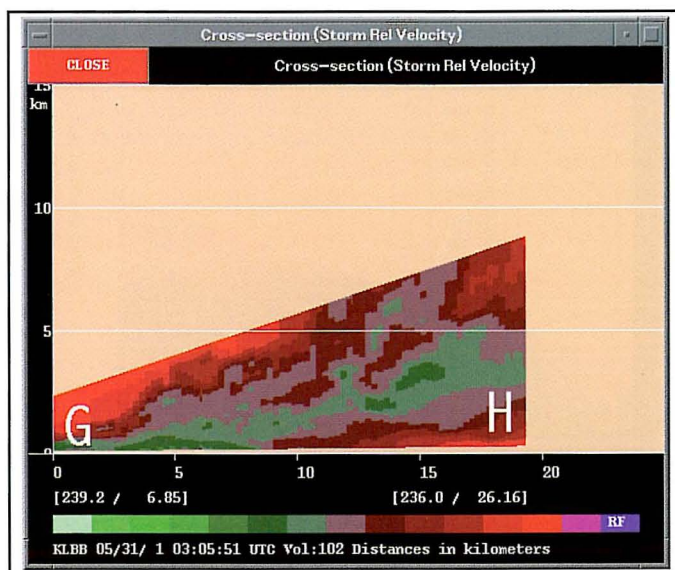 Cross-section (Storm Rel Velocity)
CLOSE Cross-section (Storm Rel Velocity)
15
km
10
5
G H
0
0 5 10 15 20
[239.2 / 6.85] [236.0 / 26.16]
RF
KLBB 05/31/ 1 03:05:51 UTC Vol:102 Distances in kilometers